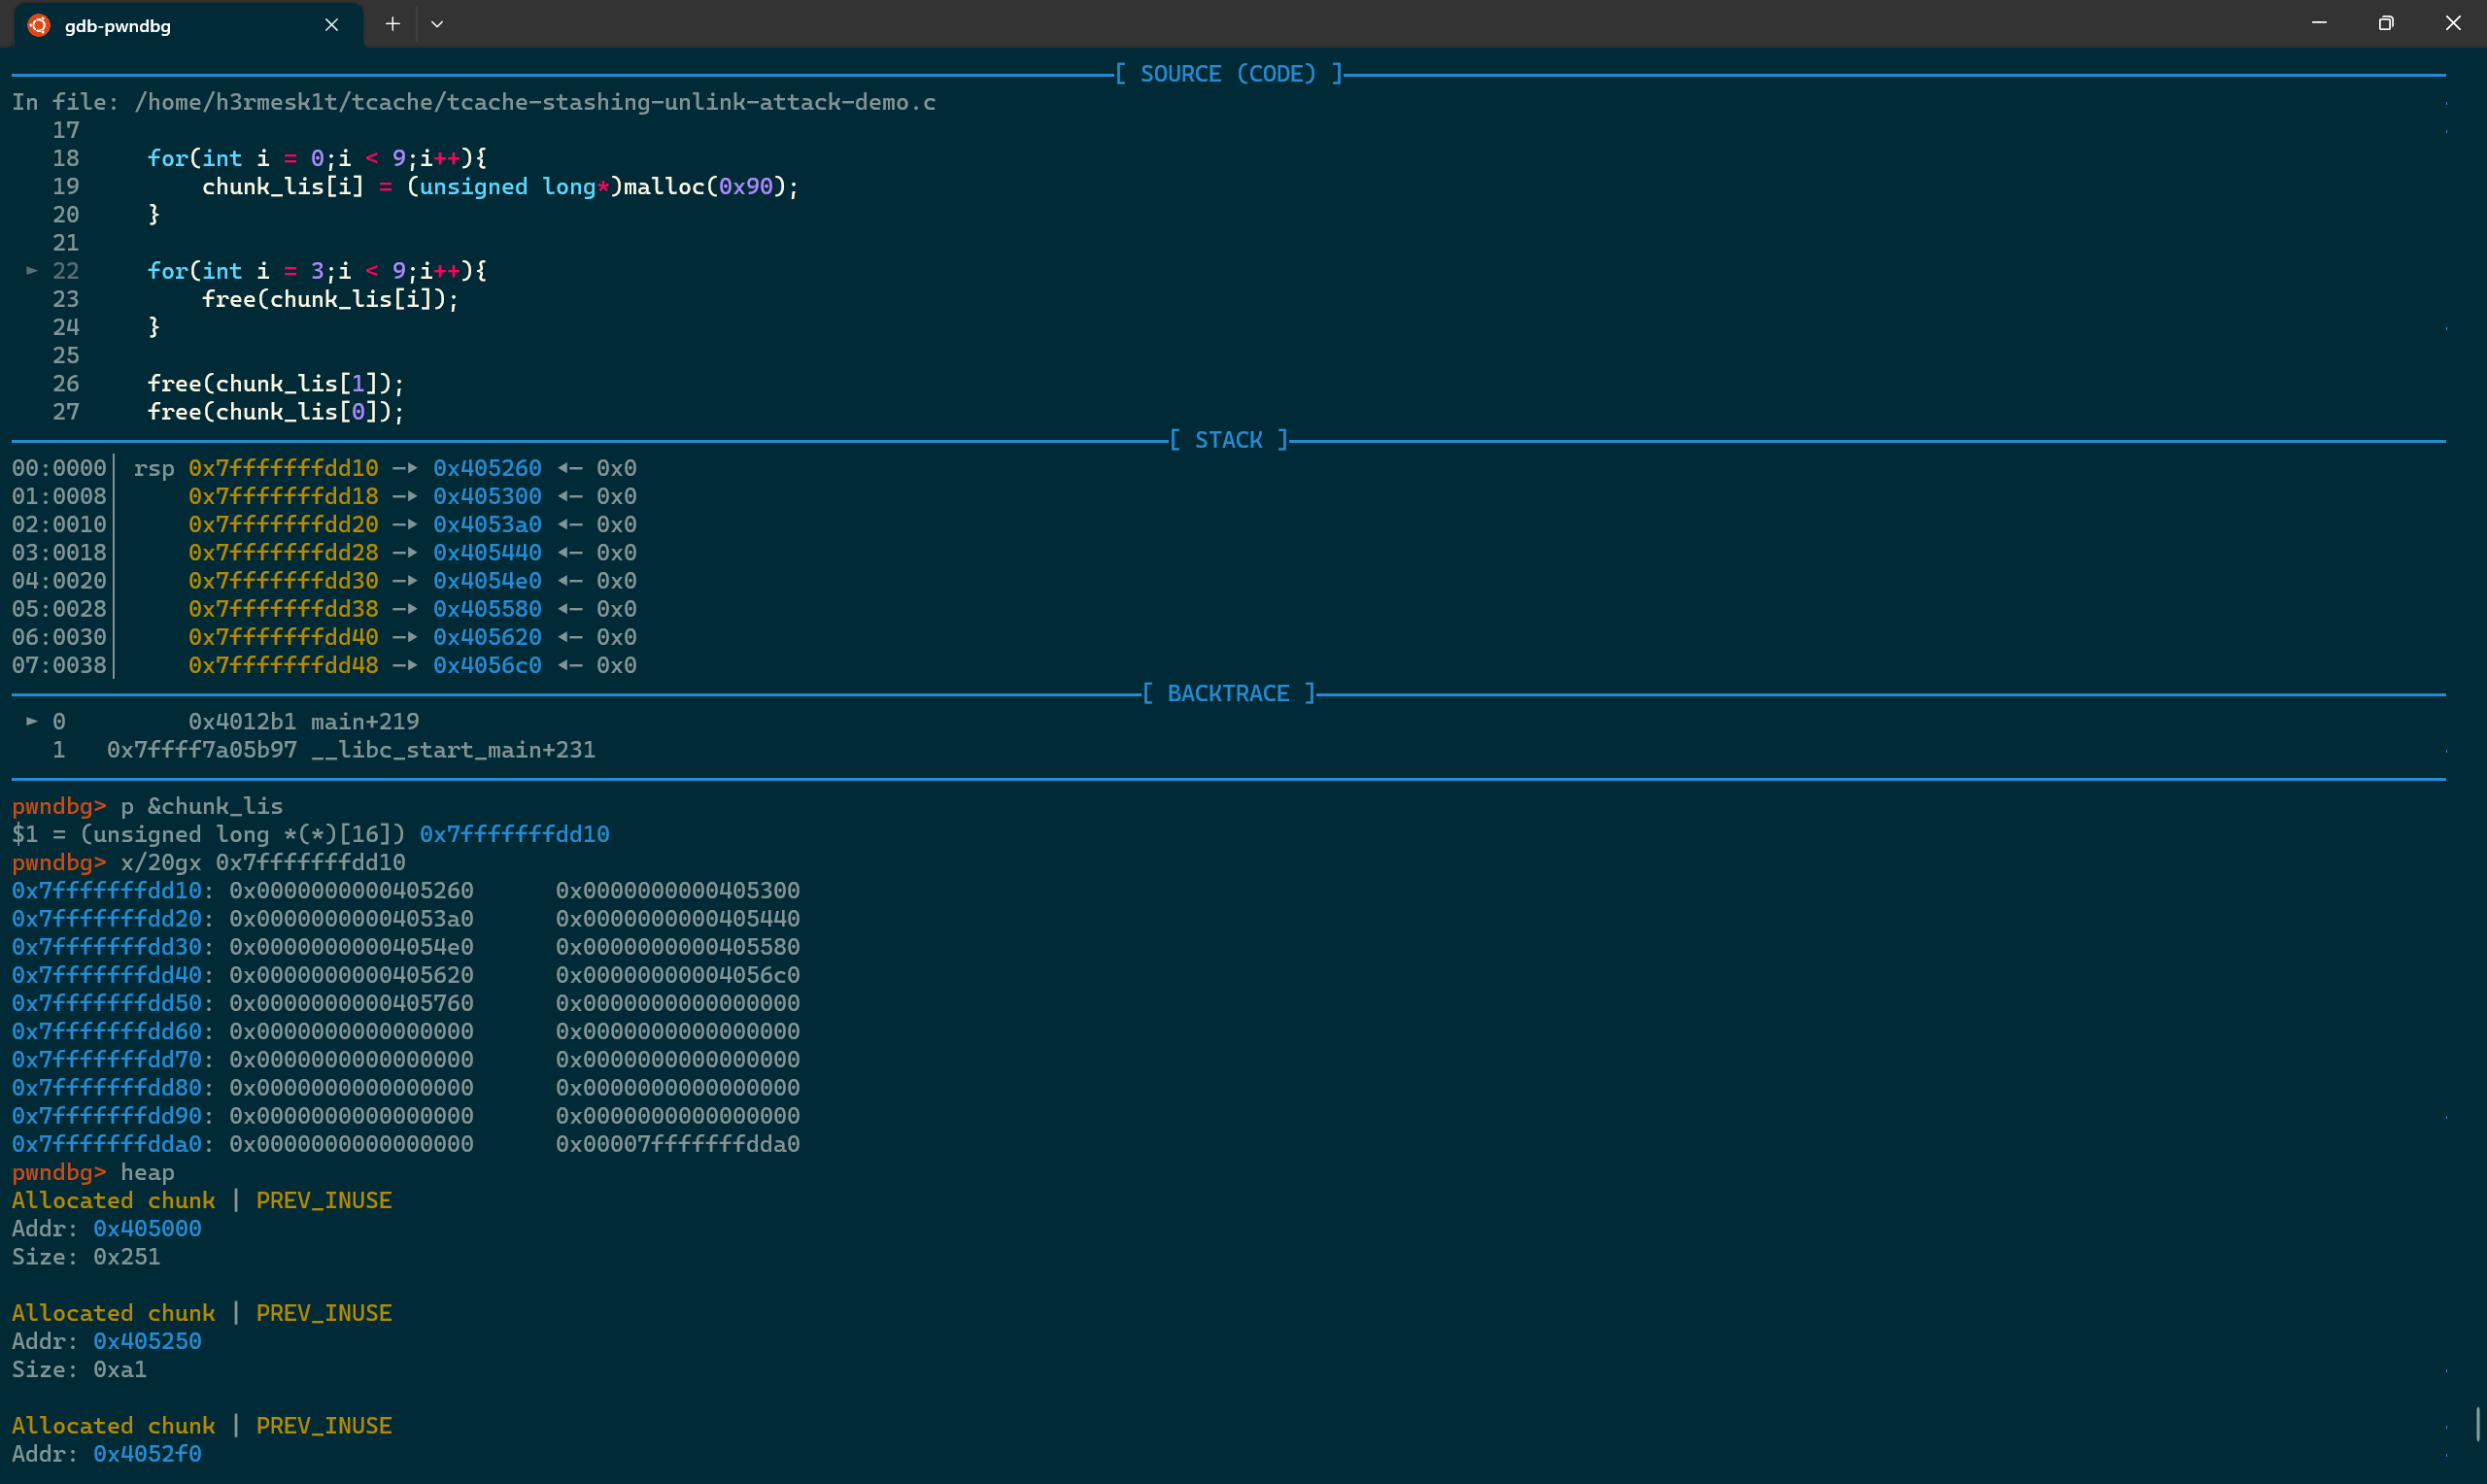 gdb-pwndbg
[ SOURCE (CODE) ]
In file: /home/h3rmesk1t/tcache/tcache-stashing-unlink-attack-demo.c
17
18     for(int i = 0;i < 9;i++){
19         chunk_lis[i] = (unsigned long*)malloc(0x90);
20     }
21
► 22     for(int i = 3;i < 9;i++){
23         free(chunk_lis[i]);
24     }
25
26     free(chunk_lis[1]);
27     free(chunk_lis[0]);
[ STACK ]
00:0000│ rsp 0x7fffffffdd10 —▸ 0x405260 ◂— 0x0
01:0008│     0x7fffffffdd18 —▸ 0x405300 ◂— 0x0
02:0010│     0x7fffffffdd20 —▸ 0x4053a0 ◂— 0x0
03:0018│     0x7fffffffdd28 —▸ 0x405440 ◂— 0x0
04:0020│     0x7fffffffdd30 —▸ 0x4054e0 ◂— 0x0
05:0028│     0x7fffffffdd38 —▸ 0x405580 ◂— 0x0
06:0030│     0x7fffffffdd40 —▸ 0x405620 ◂— 0x0
07:0038│     0x7fffffffdd48 —▸ 0x4056c0 ◂— 0x0
[ BACKTRACE ]
► 0         0x4012b1 main+219
1   0x7ffff7a05b97 __libc_start_main+231
pwndbg> p &chunk_lis
$1 = (unsigned long *(*)[16]) 0x7fffffffdd10
pwndbg> x/20gx 0x7fffffffdd10
0x7fffffffdd10: 0x0000000000405260      0x0000000000405300
0x7fffffffdd20: 0x00000000004053a0      0x0000000000405440
0x7fffffffdd30: 0x00000000004054e0      0x0000000000405580
0x7fffffffdd40: 0x0000000000405620      0x00000000004056c0
0x7fffffffdd50: 0x0000000000405760      0x0000000000000000
0x7fffffffdd60: 0x0000000000000000      0x0000000000000000
0x7fffffffdd70: 0x0000000000000000      0x0000000000000000
0x7fffffffdd80: 0x0000000000000000      0x0000000000000000
0x7fffffffdd90: 0x0000000000000000      0x0000000000000000
0x7fffffffdda0: 0x0000000000000000      0x00007fffffffdda0
pwndbg> heap
Allocated chunk | PREV_INUSE
Addr: 0x405000
Size: 0x251
Allocated chunk | PREV_INUSE
Addr: 0x405250
Size: 0xa1
Allocated chunk | PREV_INUSE
Addr: 0x4052f0